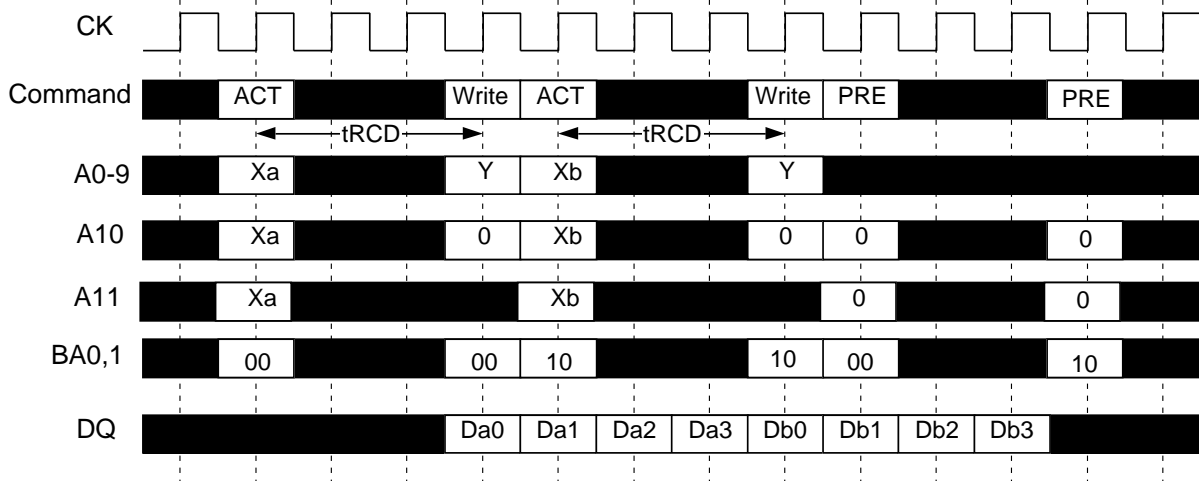 CK
Command ACT Write ACT Write PRE PRE
tRCD tRCD
A0-9 Xa Y Xb Y
A10 Xa 0 Xb 0 0 0
A11 Xa Xb 0 0
BA0,1 00 00 10 10 00 10
DQ Da0 Da1 Da2 Da3 Db0 Db1 Db2 Db3